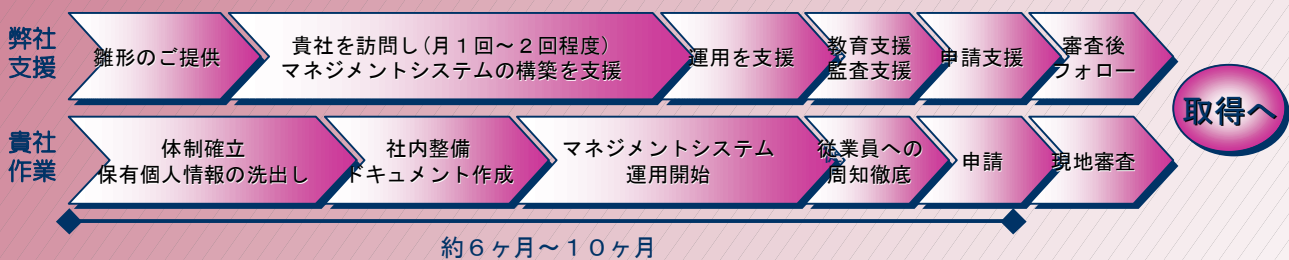 弊社
支援
雛形のご提供
貴社を訪問し(月１回～２回程度)
マネジメントシステムの構築を支援
運用を支援
教育支援
監査支援
申請支援
審査後
フォロー
取得へ
貴社
作業
体制確立
保有個人情報の洗出し
社内整備
ドキュメント作成
マネジメントシステム
運用開始
従業員への
周知徹底
申請
現地審査
約６ヶ月～１０ヶ月